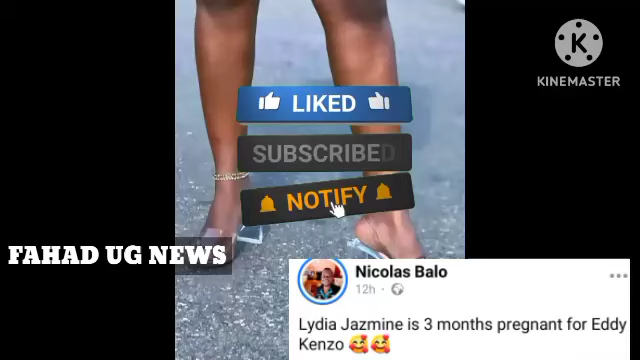 KINEMASTER
LIKED
SUBSCRIBED
NOTIFY
FAHAD UG NEWS
Nicolas Balo
12h ·
Lydia Jazmine is 3 months pregnant for Eddy
Kenzo 🥰🥰